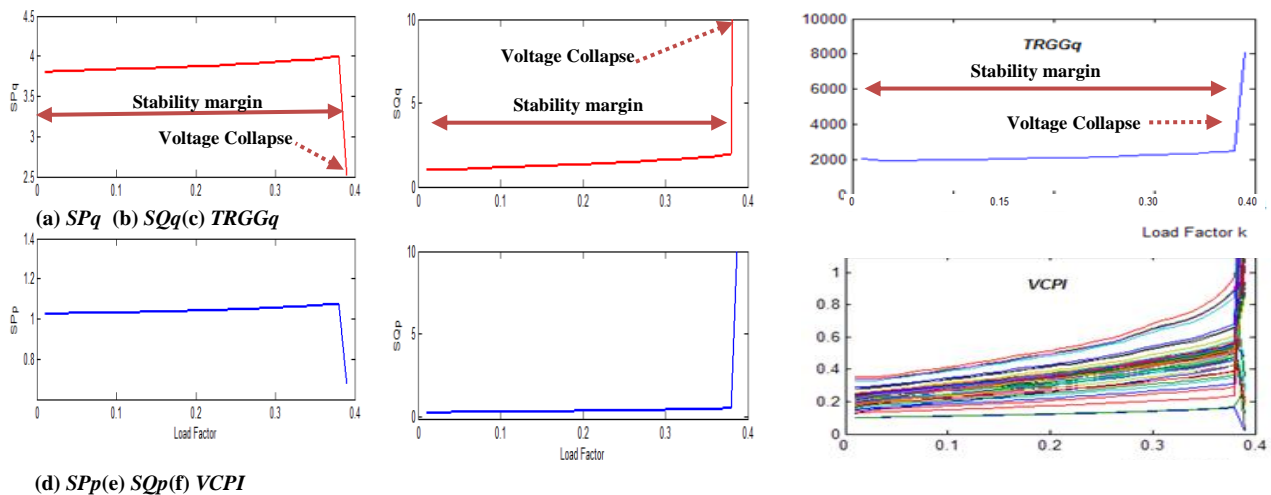 4.5
4
3.5
3
2.5
SPq
Stability margin
Voltage Collapse
0 0.1 0.2 0.3 0.4
10
5
0
SQq
Voltage Collapse
Stability margin
0 0.1 0.2 0.3 0.4
10000
8000
6000
4000
2000
0
TRGGq
Stability margin
Voltage Collapse
0 0.15 0.30 0.40
Load Factor k
(a) SPq (b) SQq(c) TRGGq
1.4
1.2
1
0.8
SPp
0 0.1 0.2 0.3 0.4
Load Factor
10
5
0
SQp
0 0.1 0.2 0.3 0.4
Load Factor
1
0.8
0.6
0.4
0.2
0
VCPI
0 0.1 0.2 0.3 0.4
k
(d) SPp(e) SQp(f) VCPI